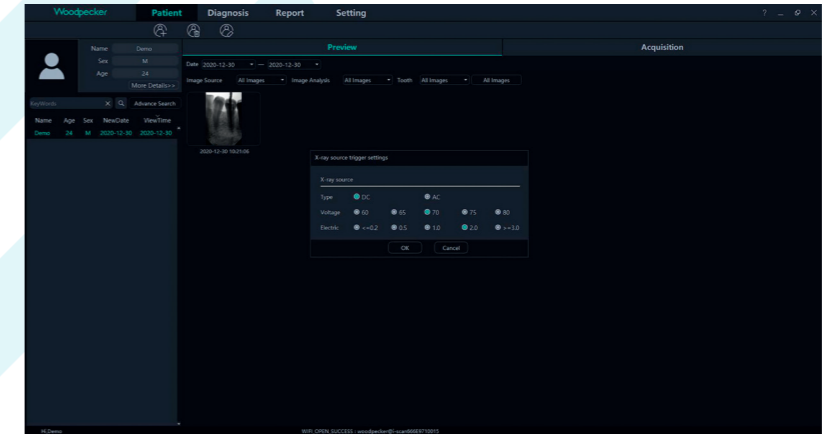 Woodpecker Patient Diagnosis Report Setting ?
Name Demo
Sex M
Age 24
More Details>>
Preview Acquisition
Date 2020-12-30 — 2020-12-30
Image Source All Images Image Analysis All Images Tooth All Images All Images
KeyWords X Advance Search
Name Age Sex NewDate ViewTime
Demo 24 M 2020-12-30 2020-12-30
2020-12-30 10:21:06
X-ray source trigger settings
X-ray source
Type DC AC
Voltage 60 65 70 75 80
Electric <=0.2 0.5 1.0 2.0 >=3.0
OK Cancel
Hi,Demo